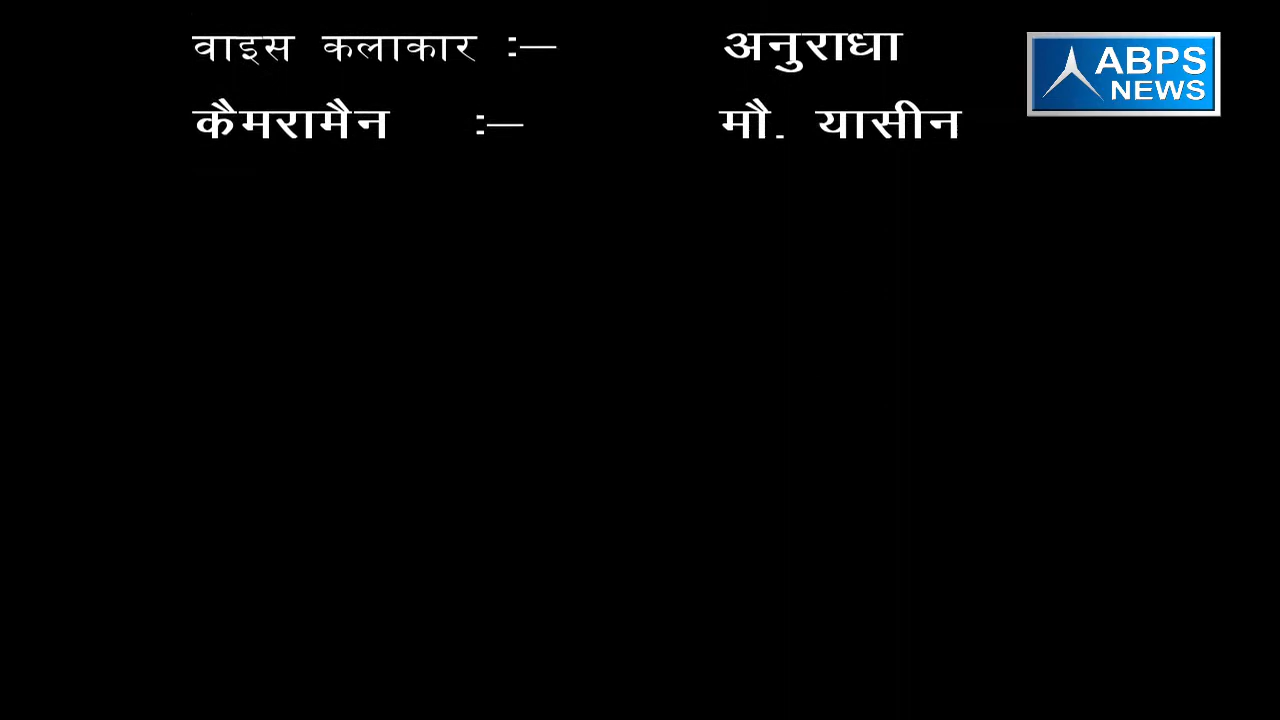 वाइस कलाकार :— अनुराधा
कैमरामैन :— मौ. यासीन
ABPS
NEWS